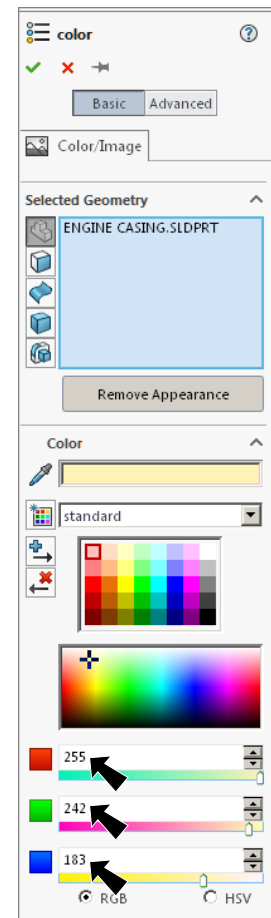 color
Basic Advanced
Color/Image
Selected Geometry
ENGINE CASING.SLDPRT
Remove Appearance
Color
standard
255
242
183
RGB HSV